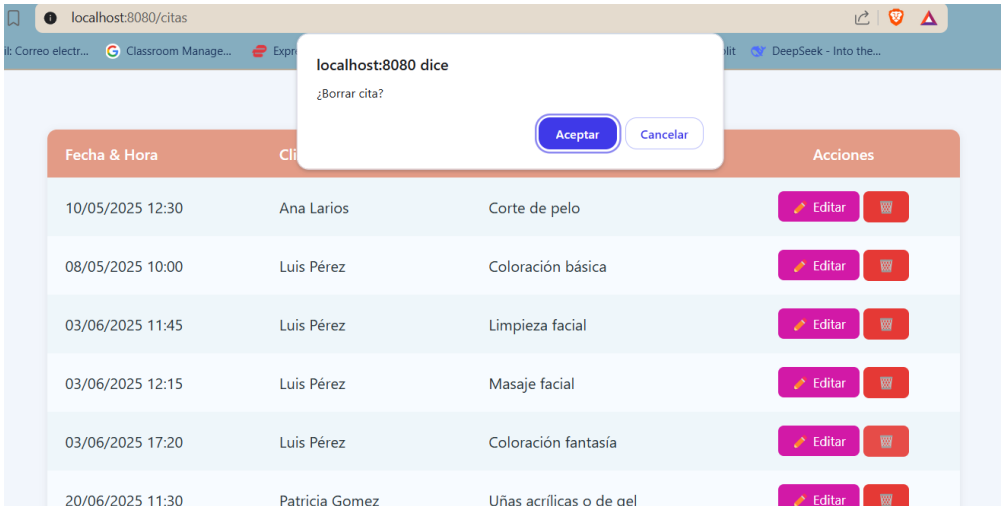 localhost:8080/citas
il: Correo electr... Classroom Manage... Expr lit DeepSeek - Into the...
localhost:8080 dice
¿Borrar cita?
Aceptar Cancelar
Fecha & Hora Cli Acciones
10/05/2025 12:30 Ana Larios Corte de pelo Editar
08/05/2025 10:00 Luis Pérez Coloración básica Editar
03/06/2025 11:45 Luis Pérez Limpieza facial Editar
03/06/2025 12:15 Luis Pérez Masaje facial Editar
03/06/2025 17:20 Luis Pérez Coloración fantasía Editar
20/06/2025 11:30 Patricia Gomez Uñas acrílicas o de gel Editar